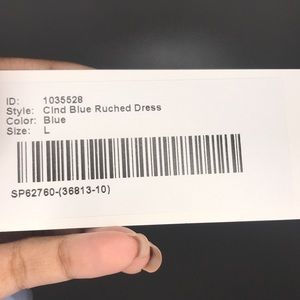 ID: 1035528
Style: Clnd Blue Ruched Dress
Color: Blue
Size: L
SP62760-(36813-10)